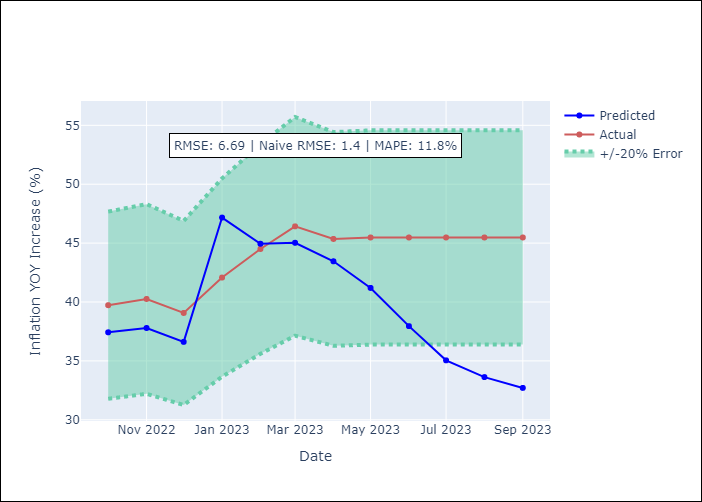 RMSE: 6.69 | Naive RMSE: 1.4 | MAPE: 11.8%
Predicted
Actual
+/-20% Error
Inflation YOY Increase (%)
55
50
45
40
35
30
Nov 2022
Jan 2023
Mar 2023
May 2023
Jul 2023
Sep 2023
Date